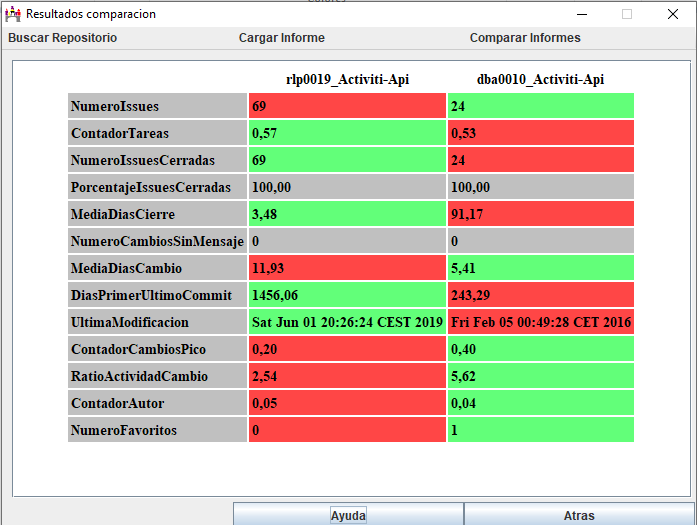 Resultados comparacion
Buscar Repositorio Cargar Informe Comparar Informes
rlp0019_Activiti-Api dba0010_Activiti-Api
NumeroIssues 69 24
ContadorTareas 0,57 0,53
NumeroIssuesCerradas 69 24
PorcentajeIssuesCerradas 100,00 100,00
MediaDiasCierre 3,48 91,17
NumeroCambiosSinMensaje 0 0
MediaDiasCambio 11,93 5,41
DiasPrimerUltimoCommit 1456,06 243,29
UltimaModificacion Sat Jun 01 20:26:24 CEST 2019 Fri Feb 05 00:49:28 CET 2016
ContadorCambiosPico 0,20 0,40
RatioActividadCambio 2,54 5,62
ContadorAutor 0,05 0,04
NumeroFavoritos 0 1
Ayuda Atras